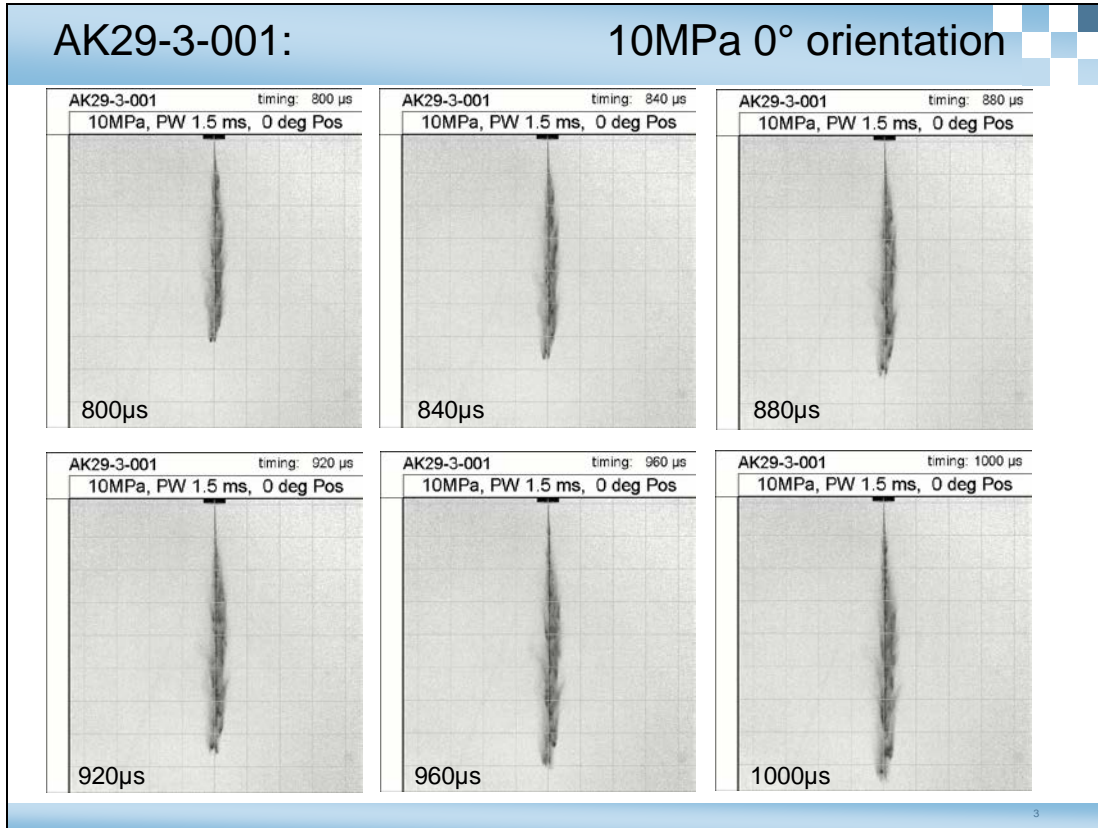 AK29-3-001: 10MPa 0° orientation
AK29-3-001 timing: 800 µs
10MPa, PW 1.5 ms, 0 deg Pos
800µs
AK29-3-001 timing: 840 µs
10MPa, PW 1.5 ms, 0 deg Pos
840µs
AK29-3-001 timing: 880 µs
10MPa, PW 1.5 ms, 0 deg Pos
880µs
AK29-3-001 timing: 920 µs
10MPa, PW 1.5 ms, 0 deg Pos
920µs
AK29-3-001 timing: 960 µs
10MPa, PW 1.5 ms, 0 deg Pos
960µs
AK29-3-001 timing: 1000 µs
10MPa, PW 1.5 ms, 0 deg Pos
1000µs
3